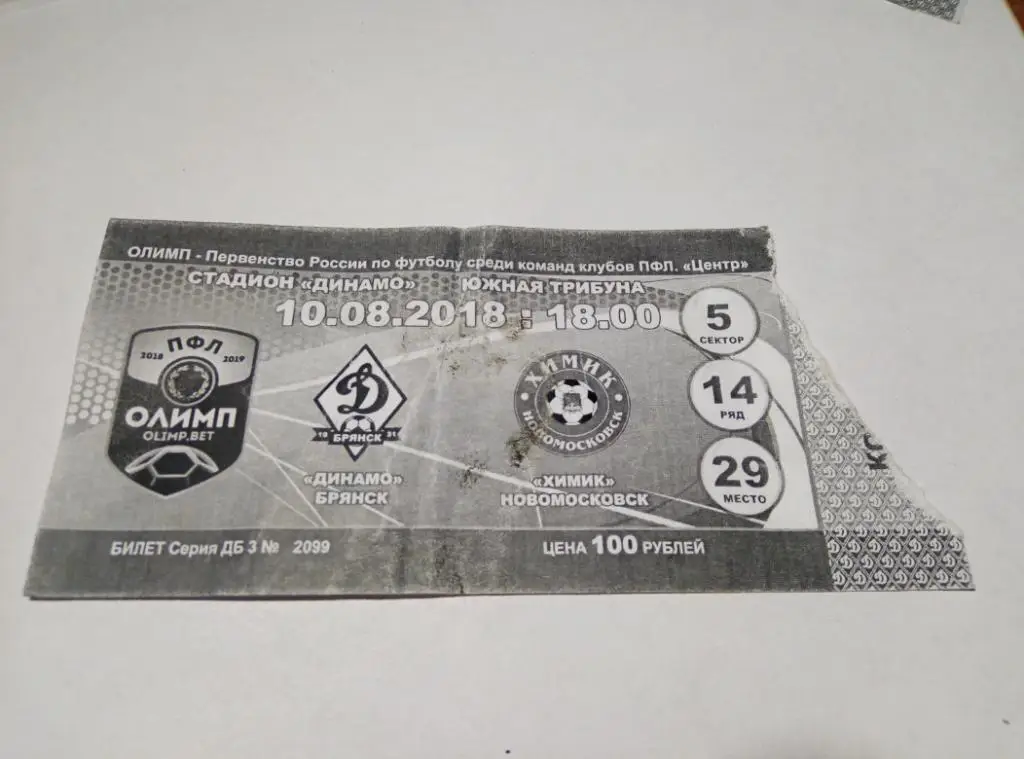 ОЛИМП - Первенство России по футболу среди команд клубов ПФЛ. «Центр»
СТАДИОН «ДИНАМО» ЮЖНАЯ ТРИБУНА
10.08.2018 : 18.00
5
СЕКТОР
14
РЯД
29
МЕСТО
ПФЛ
2018 2019
ОЛИМП
OLIMP.BET
Д
19 31
БРЯНСК
ХИМИК
НОВОМОСКОВСК
«ДИНАМО»
БРЯНСК
«ХИМИК»
НОВОМОСКОВСК
БИЛЕТ Серия ДБ 3 № 2099
ЦЕНА 100 РУБЛЕЙ